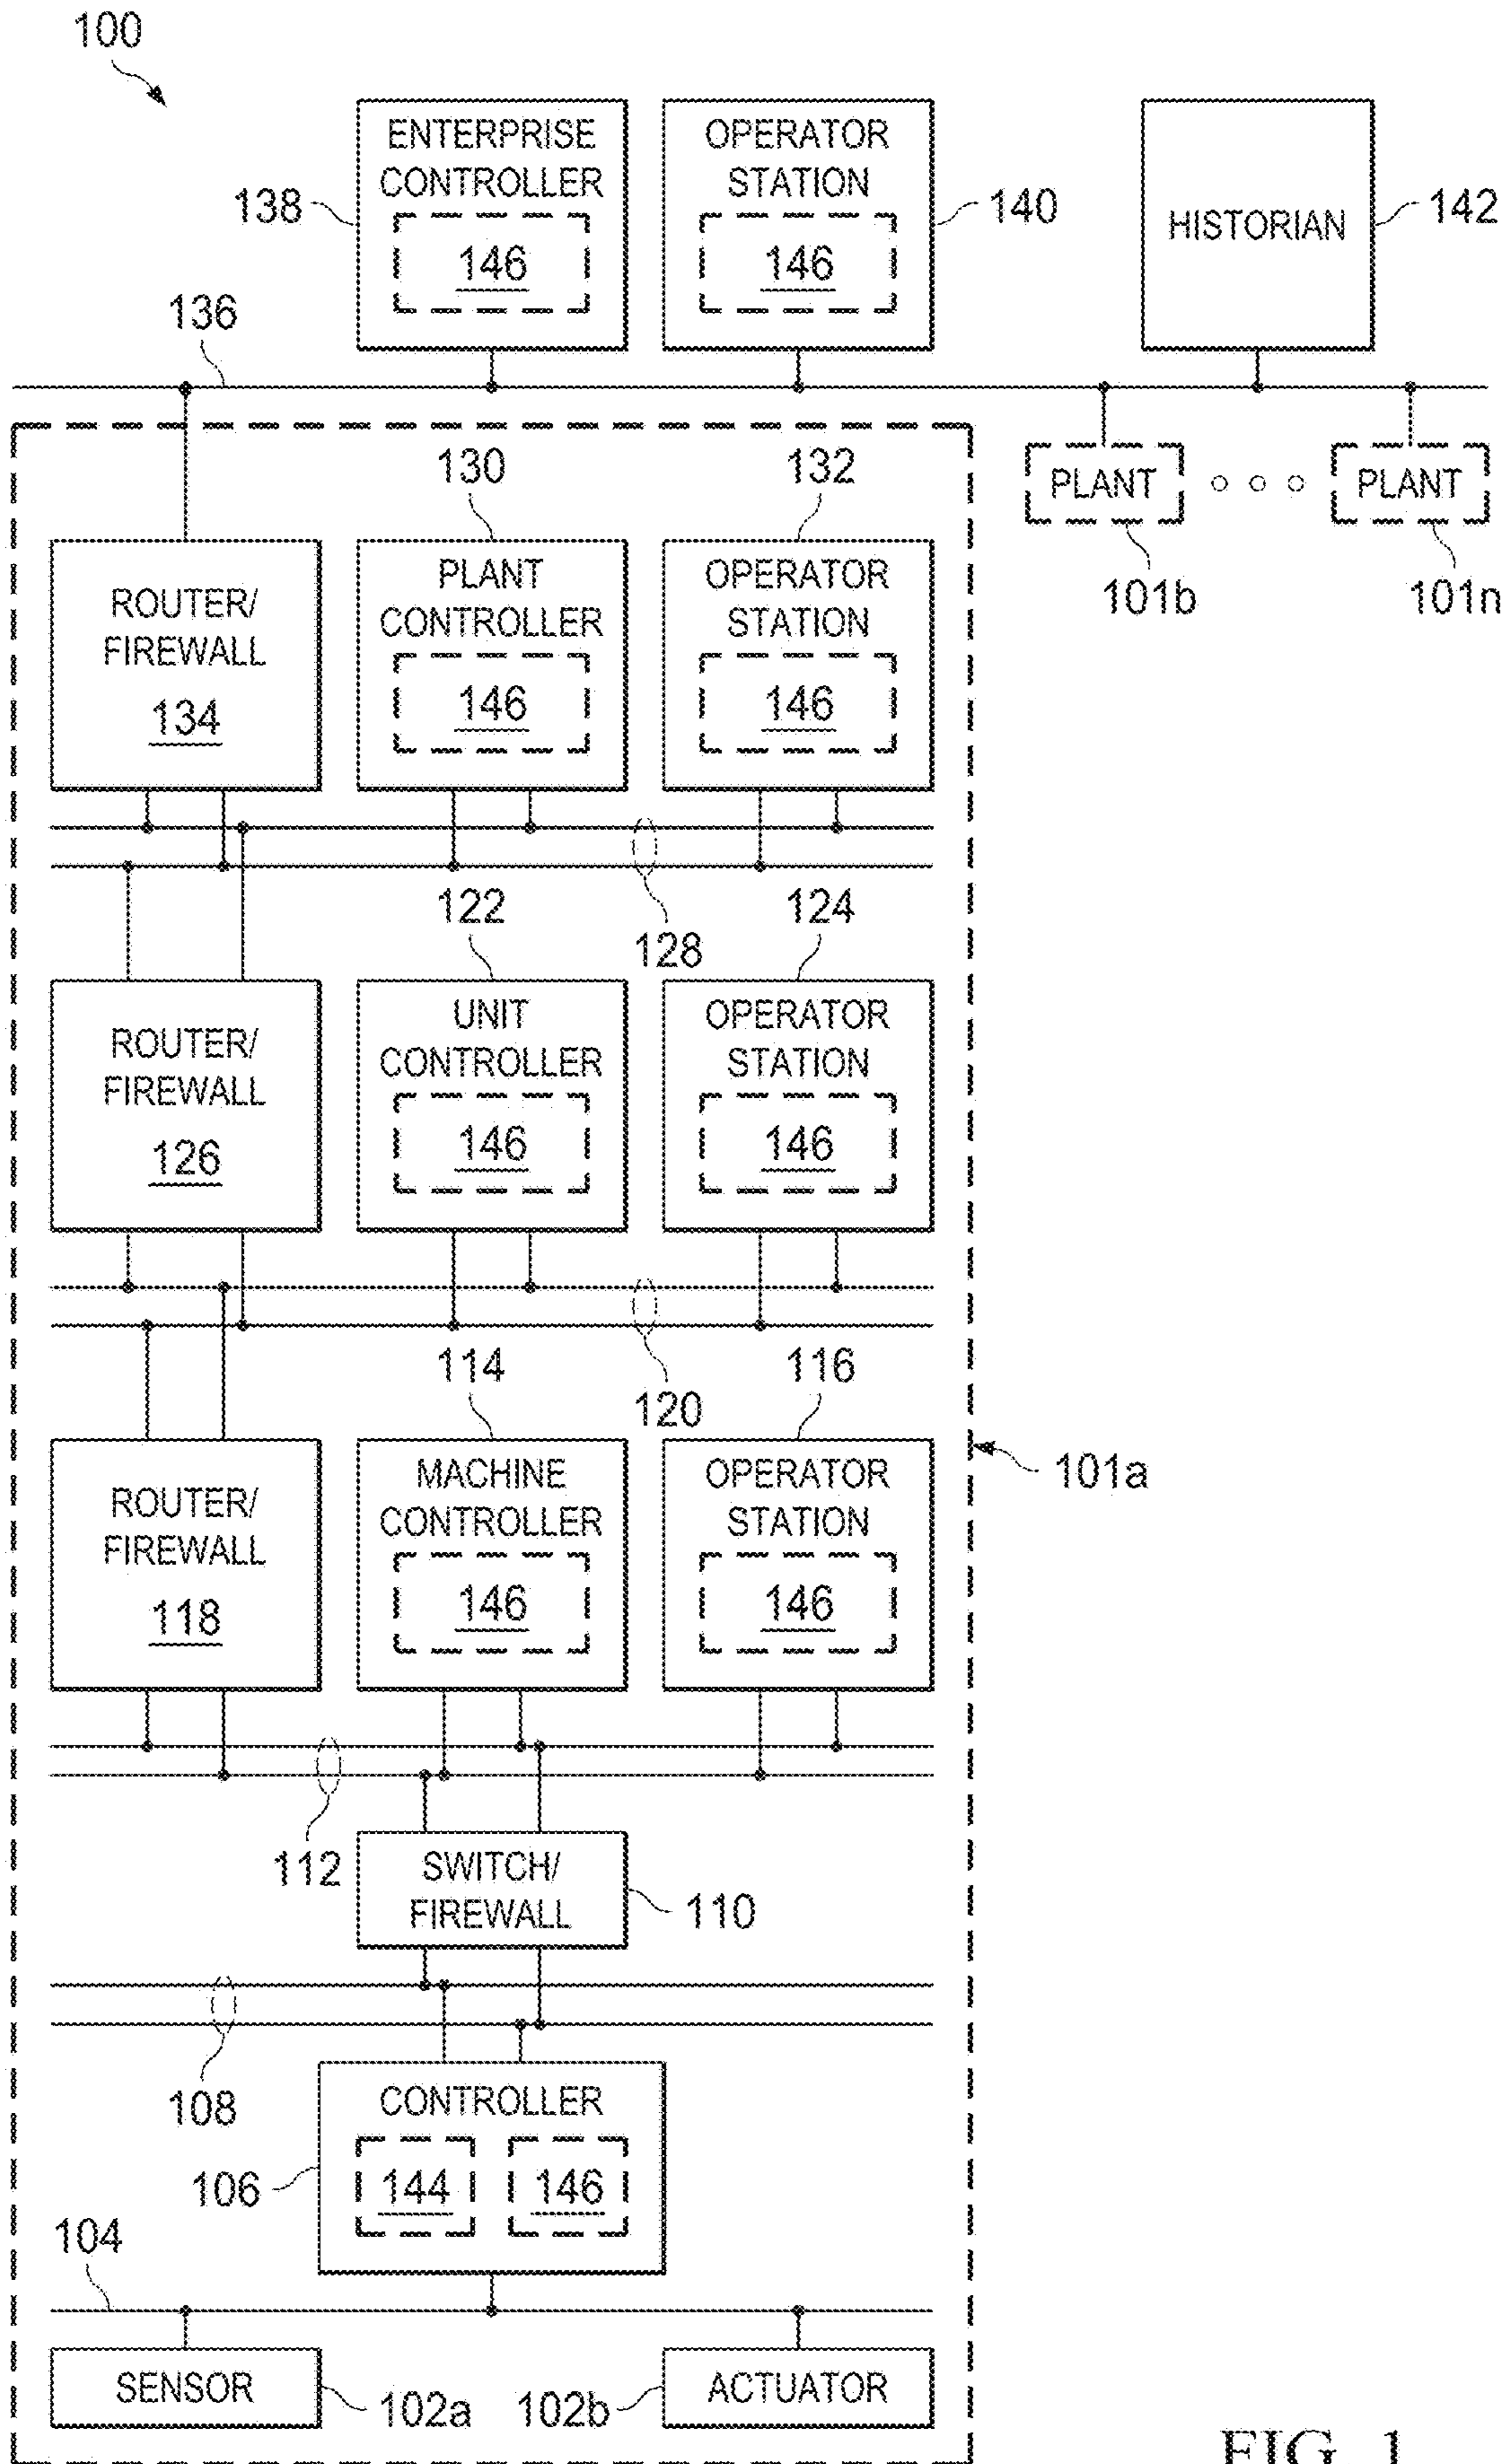 100
ENTERPRISE
CONTROLLER
146
138
OPERATOR
STATION
146
140
HISTORIAN
142
136
PLANT
101b
PLANT
101n
130
132
ROUTER/
FIREWALL
134
PLANT
CONTROLLER
146
OPERATOR
STATION
146
128
122
124
ROUTER/
FIREWALL
126
UNIT
CONTROLLER
146
OPERATOR
STATION
146
120
114
116
ROUTER/
FIREWALL
118
MACHINE
CONTROLLER
146
OPERATOR
STATION
146
101a
112
SWITCH/
FIREWALL
110
108
CONTROLLER
144
146
106
104
SENSOR
102a
102b
ACTUATOR
FIG. 1